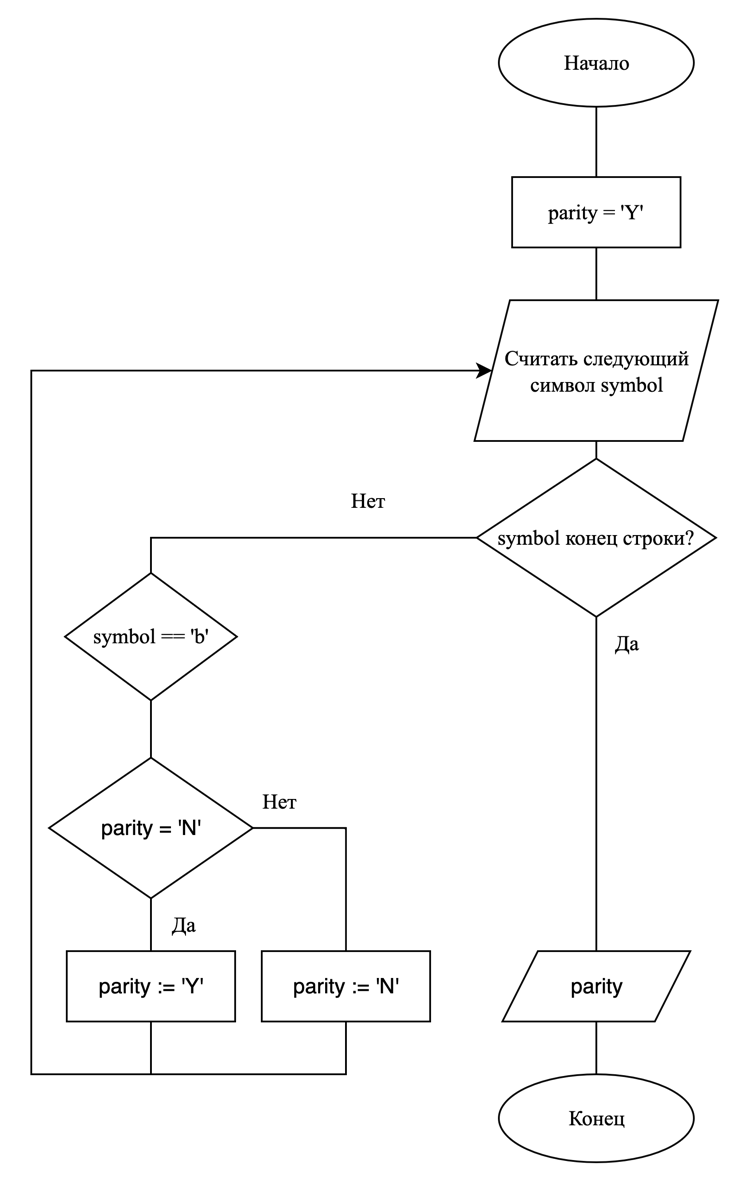 Начало
parity = 'Y'
Считать следующий
символ symbol
Нет
symbol конец строки?
symbol == 'b'
Да
Нет
parity = 'N'
Да
parity := 'Y'
parity := 'N'
parity
Конец